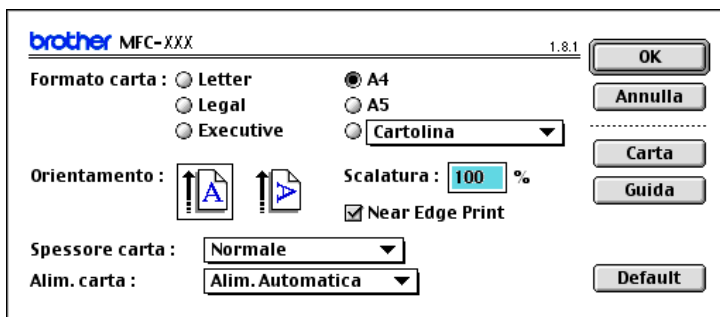 brother MFC-XXX 1.8.1
OK
Formato carta : Letter A4
Annulla
Legal A5
Executive Cartolina
Carta
Orientamento : A A Scalatura : 100 %
Guida
Near Edge Print
Spessore carta : Normale
Alim. carta : Alim. Automatica
Default